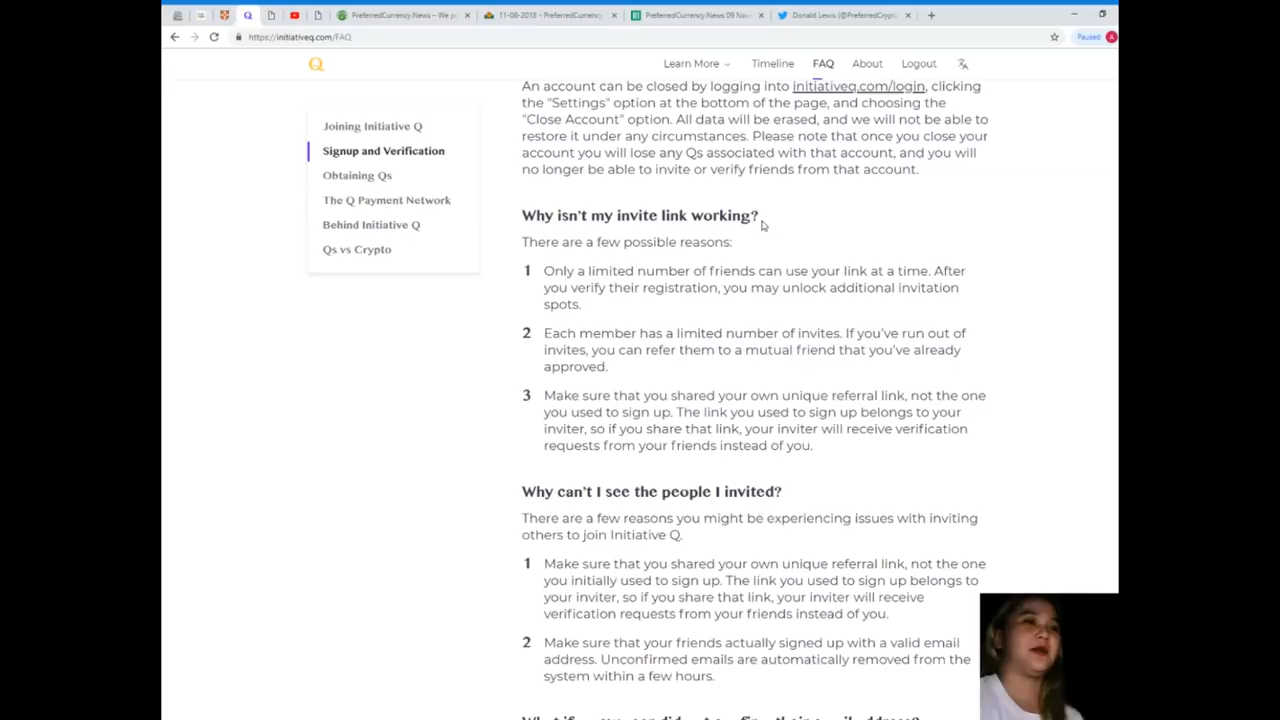 PreferredCurrency.News – We p
11-08-2018 - PreferredCurrency
PreferredCurrency.News 09 Nov
Donald Lewis (@PreferredCrypt
https://initiativeq.com/FAQ
Paused
A
Q
Learn More
Timeline
FAQ
About
Logout
Joining Initiative Q
Signup and Verification
Obtaining Qs
The Q Payment Network
Behind Initiative Q
Qs vs Crypto
An account can be closed by logging into initiativeq.com/login, clicking
the "Settings" option at the bottom of the page, and choosing the
"Close Account" option. All data will be erased, and we will not be able to
restore it under any circumstances. Please note that once you close your
account you will lose any Qs associated with that account, and you will
no longer be able to invite or verify friends from that account.
Why isn't my invite link working?
There are a few possible reasons:
1 Only a limited number of friends can use your link at a time. After
you verify their registration, you may unlock additional invitation
spots.
2 Each member has a limited number of invites. If you've run out of
invites, you can refer them to a mutual friend that you've already
approved.
3 Make sure that you shared your own unique referral link, not the one
you used to sign up. The link you used to sign up belongs to your
inviter, so if you share that link, your inviter will receive verification
requests from your friends instead of you.
Why can't I see the people I invited?
There are a few reasons you might be experiencing issues with inviting
others to join Initiative Q.
1 Make sure that you shared your own unique referral link, not the one
you initially used to sign up. The link you used to sign up belongs to
your inviter, so if you share that link, your inviter will receive
verification requests from your friends instead of you.
2 Make sure that your friends actually signed up with a valid email
address. Unconfirmed emails are automatically removed from the
system within a few hours.